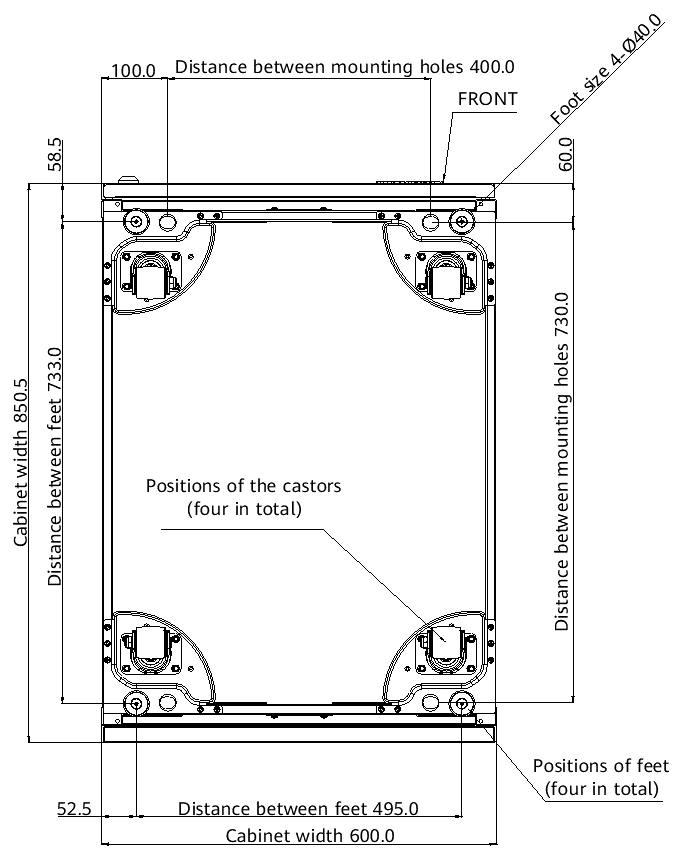 Foot size 4-Ø40.0
100.0
Distance between mounting holes 400.0
FRONT
58.5
60.0
Cabinet width 850.5
Distance between feet 733.0
Distance between mounting holes 730.0
Positions of the castors
(four in total)
Positions of feet
(four in total)
52.5
Distance between feet 495.0
Cabinet width 600.0